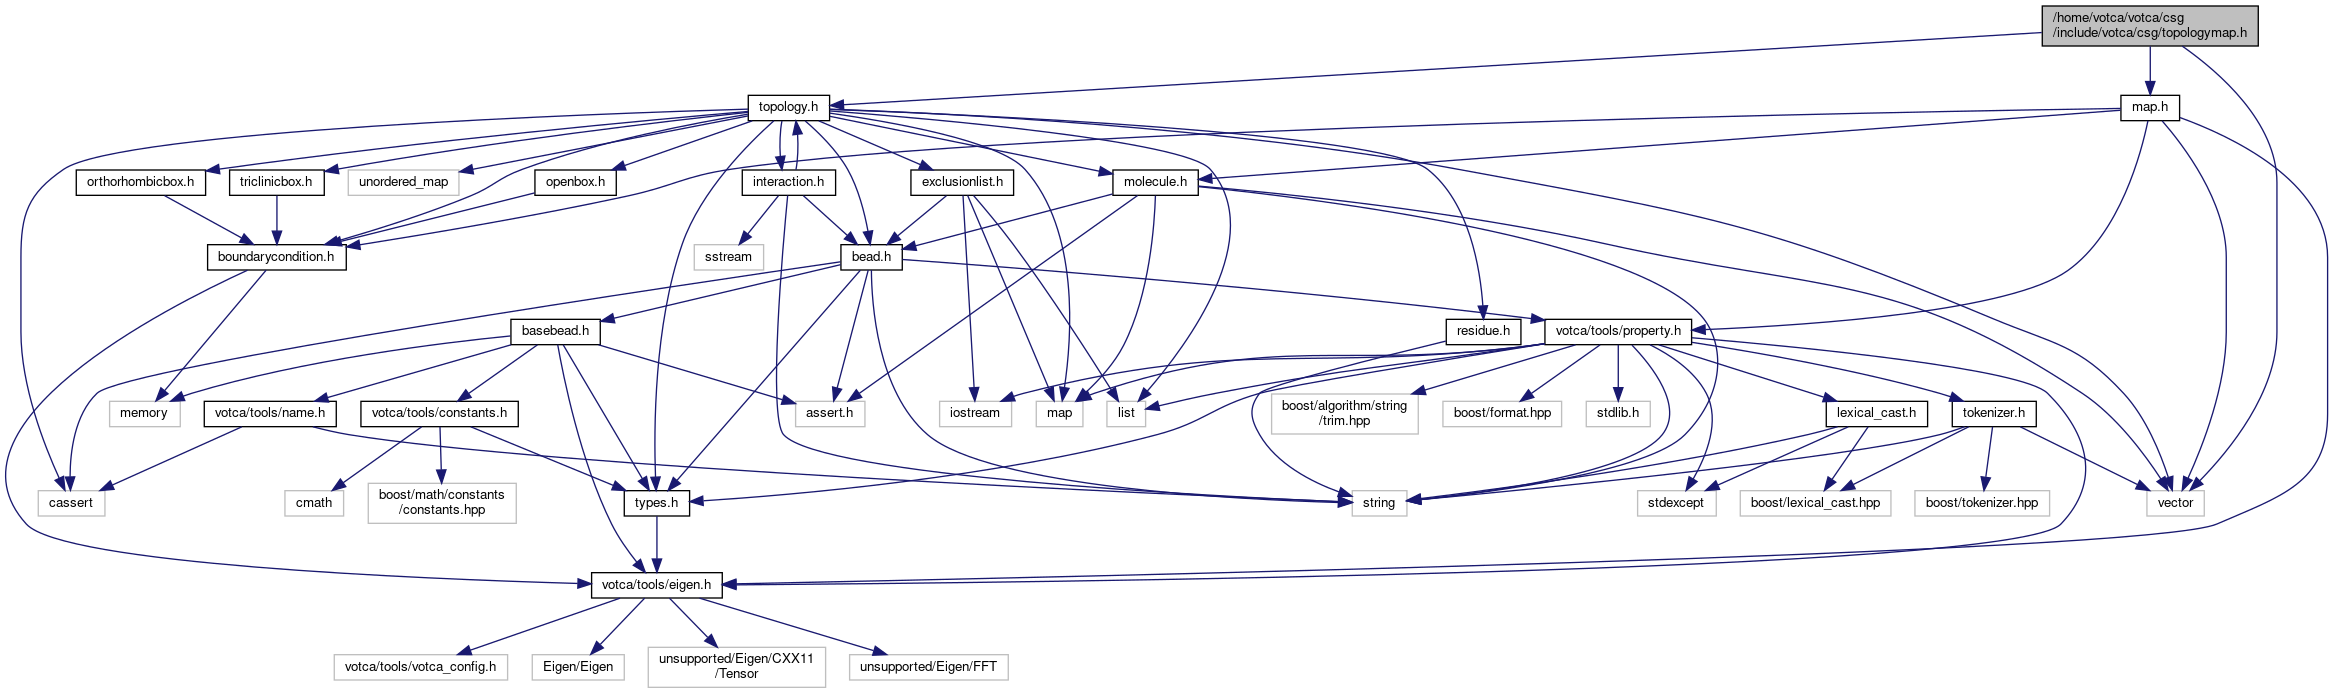 /home/votca/votca/csg
/include/votca/csg/topologymap.h
topology.h
map.h
orthorhombicbox.h
triclinicbox.h
unordered_map
openbox.h
interaction.h
exclusionlist.h
molecule.h
boundarycondition.h
sstream
bead.h
basebead.h
residue.h
votca/tools/property.h
memory
votca/tools/name.h
votca/tools/constants.h
assert.h
iostream
map
list
boost/algorithm/string
/trim.hpp
boost/format.hpp
stdlib.h
lexical_cast.h
tokenizer.h
cassert
cmath
boost/math/constants
/constants.hpp
types.h
string
stdexcept
boost/lexical_cast.hpp
boost/tokenizer.hpp
vector
votca/tools/eigen.h
votca/tools/votca_config.h
Eigen/Eigen
unsupported/Eigen/CXX11
/Tensor
unsupported/Eigen/FFT